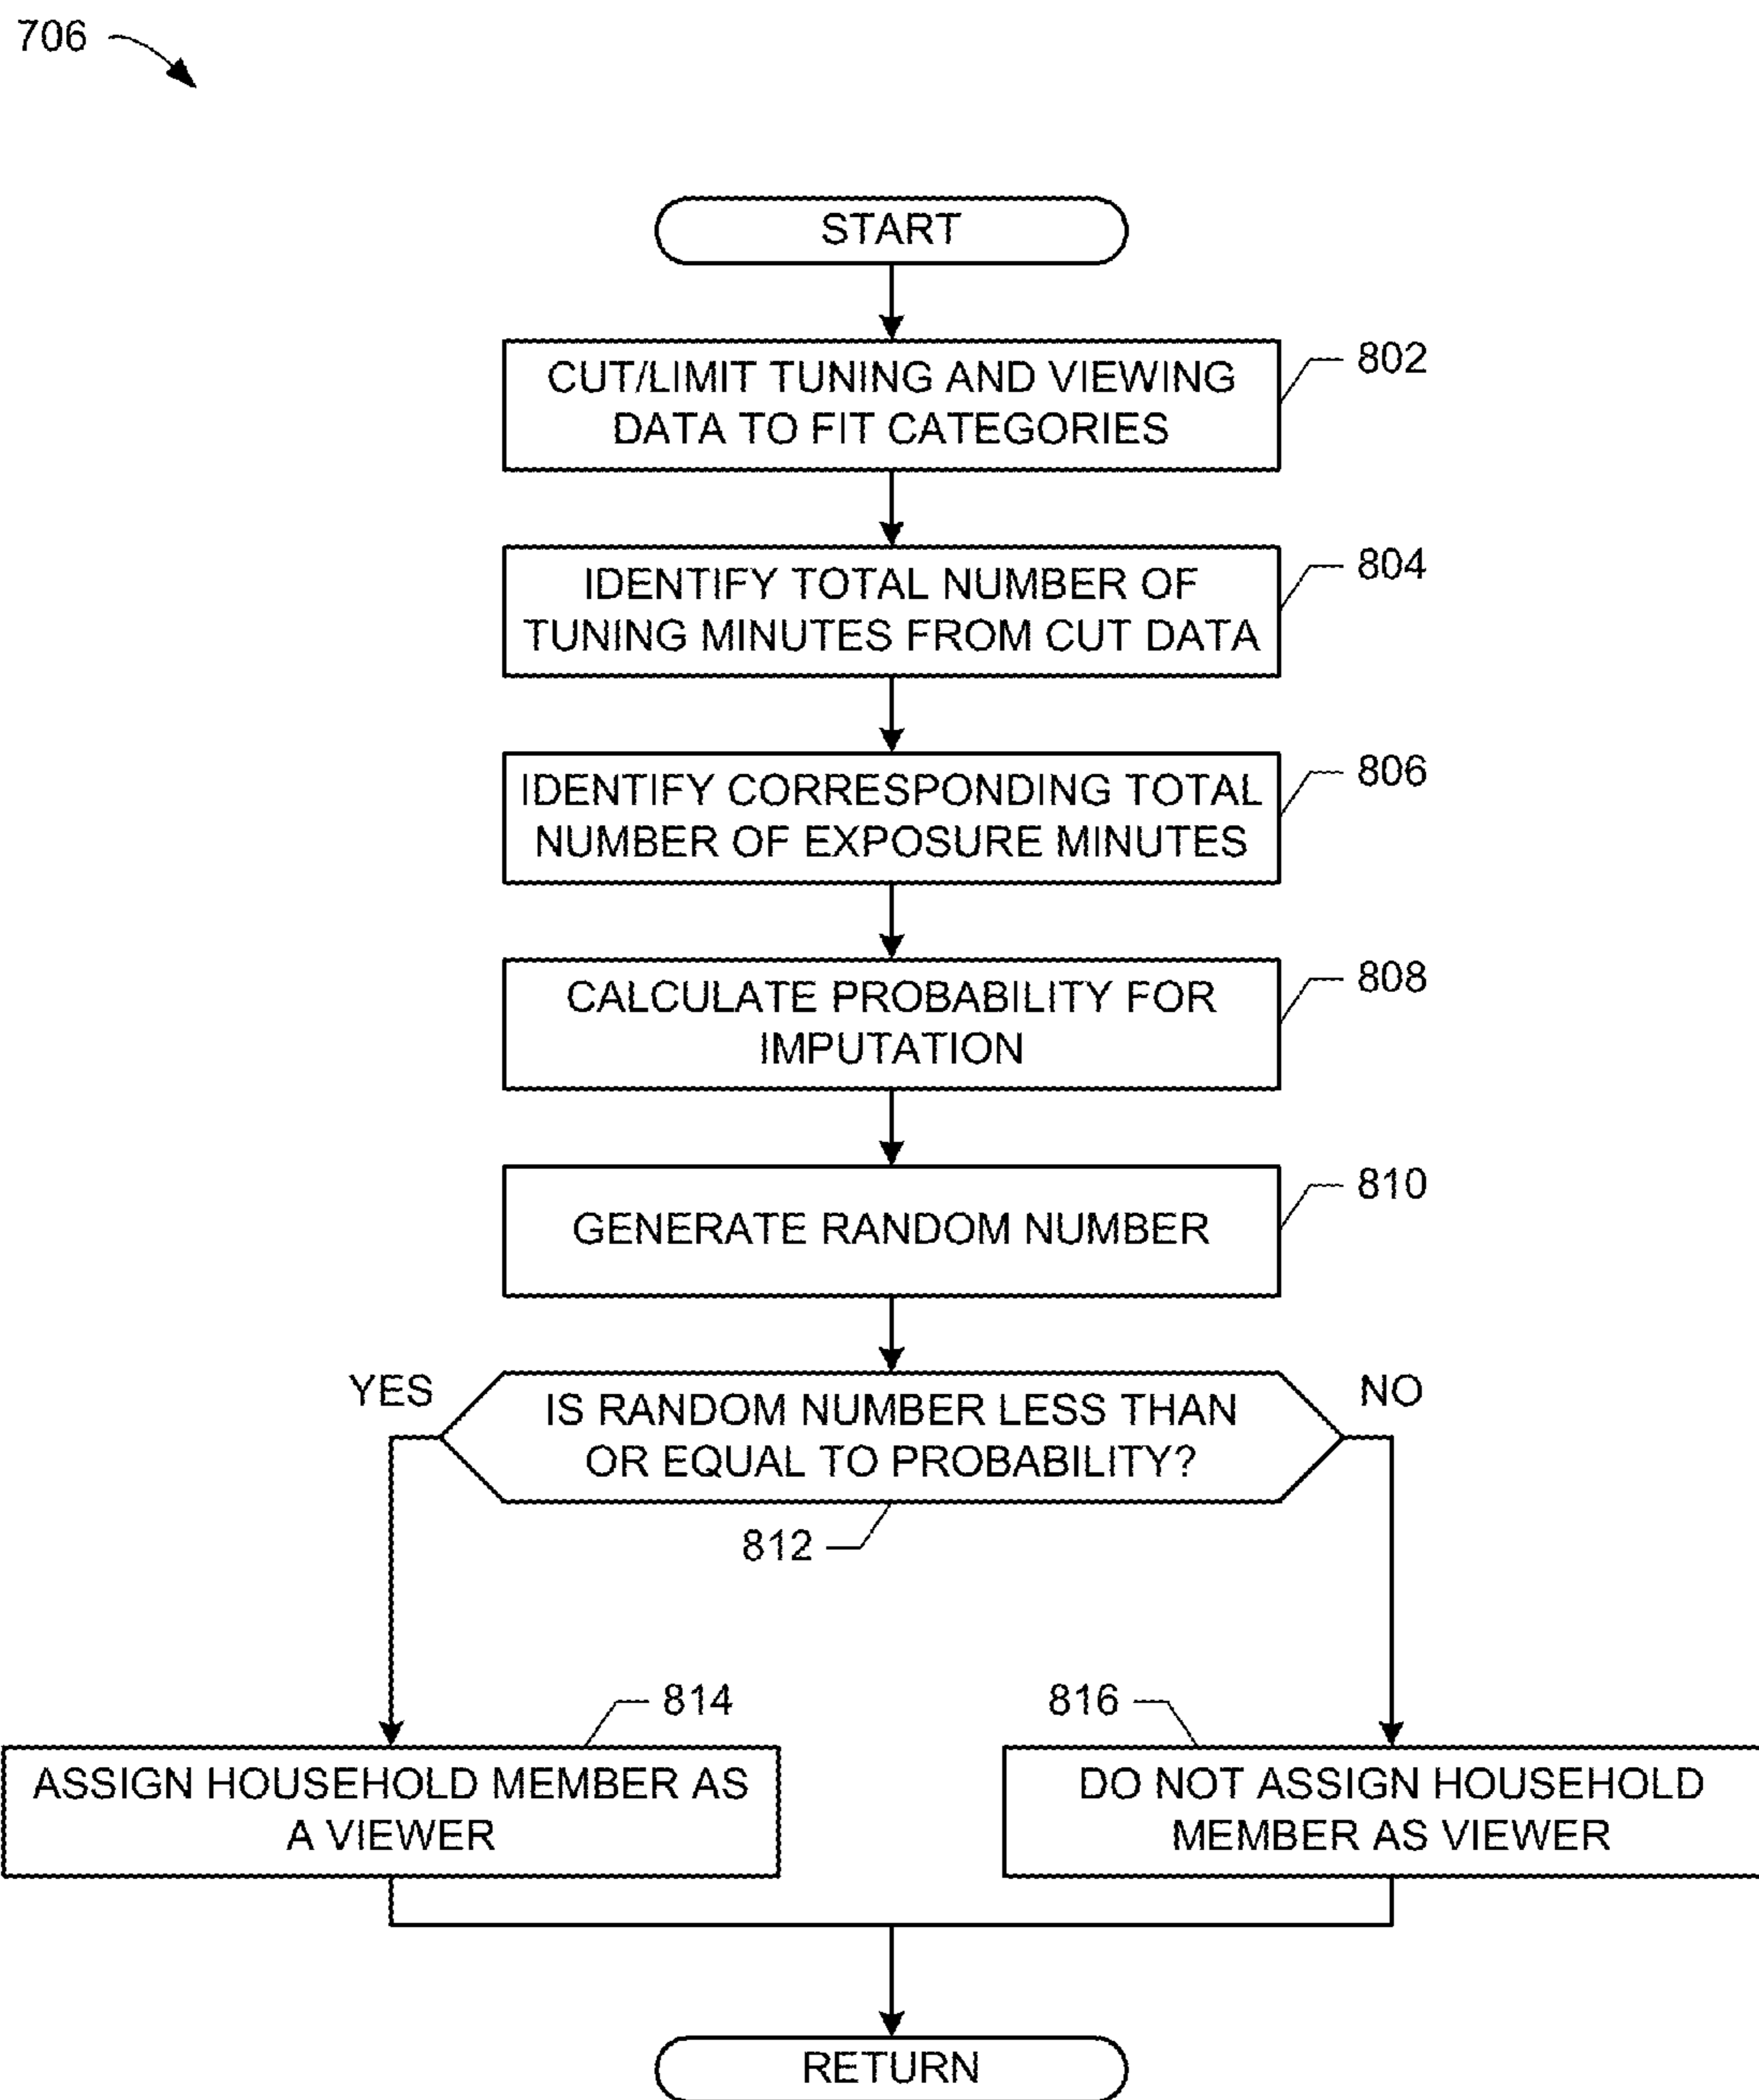 706
START
CUT/LIMIT TUNING AND VIEWING
DATA TO FIT CATEGORIES
802
IDENTIFY TOTAL NUMBER OF
TUNING MINUTES FROM CUT DATA
804
IDENTIFY CORRESPONDING TOTAL
NUMBER OF EXPOSURE MINUTES
806
CALCULATE PROBABILITY FOR
IMPUTATION
808
GENERATE RANDOM NUMBER
810
YES
IS RANDOM NUMBER LESS THAN
OR EQUAL TO PROBABILITY?
NO
812
814
ASSIGN HOUSEHOLD MEMBER AS
A VIEWER
816
DO NOT ASSIGN HOUSEHOLD
MEMBER AS VIEWER
RETURN